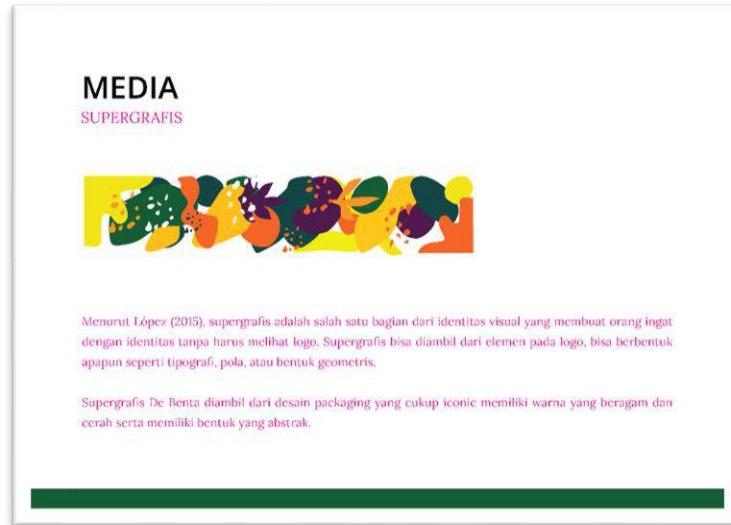 MEDIA
SUPERGRAFIS
Menurut López (2015), supergrafis adalah salah satu bagian dari identitas visual yang membuat orang ingat
dengan identitas tanpa harus melihat logo. Supergrafis bisa diambil dari elemen pada logo, bisa berbentuk
apapun seperti tipografi, pola, atau bentuk geometris.
Supergrafis De Benta diambil dari desain packaging yang cukup iconic memiliki warna yang beragam dan
cerah serta memiliki bentuk yang abstrak.